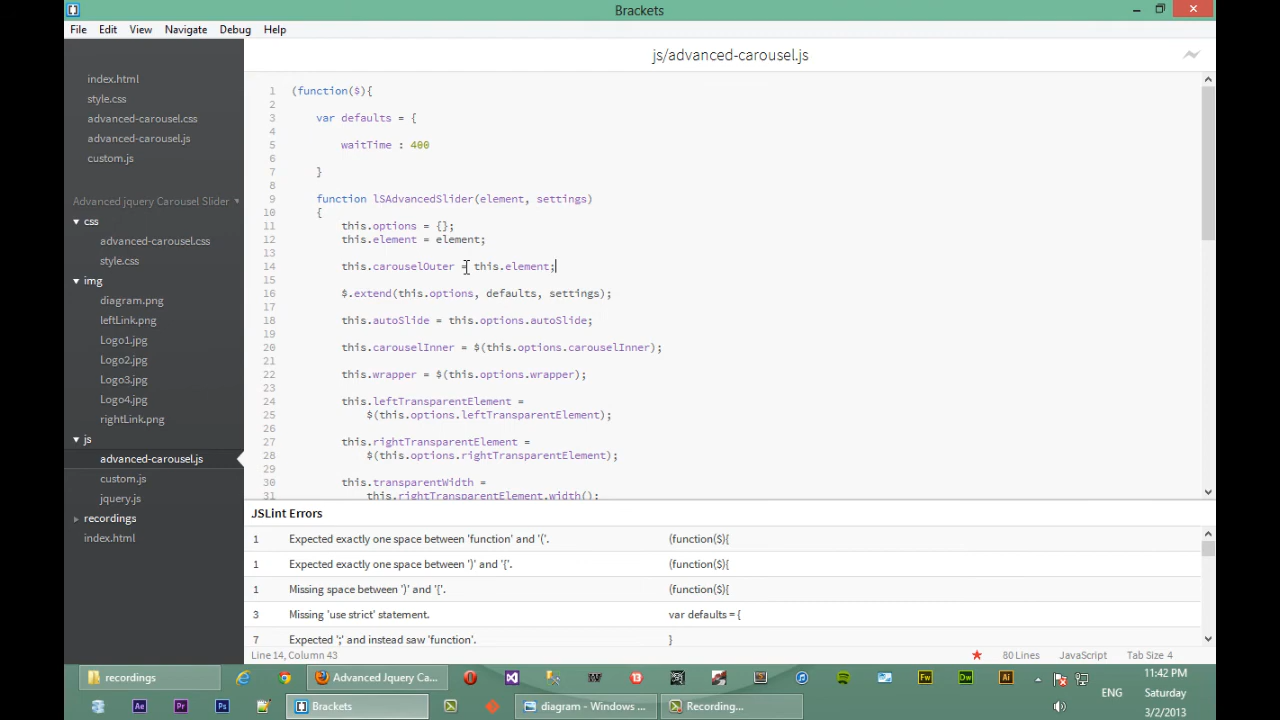 Brackets
File Edit View Navigate Debug Help
index.html
style.css
advanced-carousel.css
advanced-carousel.js
custom.js
Advanced jquery Carousel Slider
css
advanced-carousel.css
style.css
img
diagram.png
leftLink.png
Logo1.jpg
Logo2.jpg
Logo3.jpg
Logo4.jpg
rightLink.png
js
advanced-carousel.js
custom.js
jquery.js
recordings
index.html
js/advanced-carousel.js
1 (function($){
2
3 var defaults = {
4
5 waitTime : 400
6
7 }
8
9 function lSAdvancedSlider(element, settings)
10 {
11 this.options = {};
12 this.element = element;
13
14 this.carouselOuter = this.element;
15
16 $.extend(this.options, defaults, settings);
17
18 this.autoSlide = this.options.autoSlide;
19
20 this.carouselInner = $(this.options.carouselInner);
21
22 this.wrapper = $(this.options.wrapper);
23
24 this.leftTransparentElement =
25 $(this.options.leftTransparentElement);
26
27 this.rightTransparentElement =
28 $(this.options.rightTransparentElement);
29
30 this.transparentWidth =
31 this.rightTransparentElement.width();
JSLint Errors
1 Expected exactly one space between 'function' and '('. (function($){
1 Expected exactly one space between ')' and '{'. (function($){
1 Missing space between ')' and '{'. (function($){
3 Missing 'use strict' statement. var defaults = {
7 Expected ';' and instead saw 'function'. }
Line 14, Column 43 80 Lines JavaScript Tab Size 4
recordings Advanced Jquery Ca... W Fw Dw Ai
Ae Pr Ps Brackets diagram - Windows ... Recording...
ENG
11:42 PM
Saturday
3/2/2013